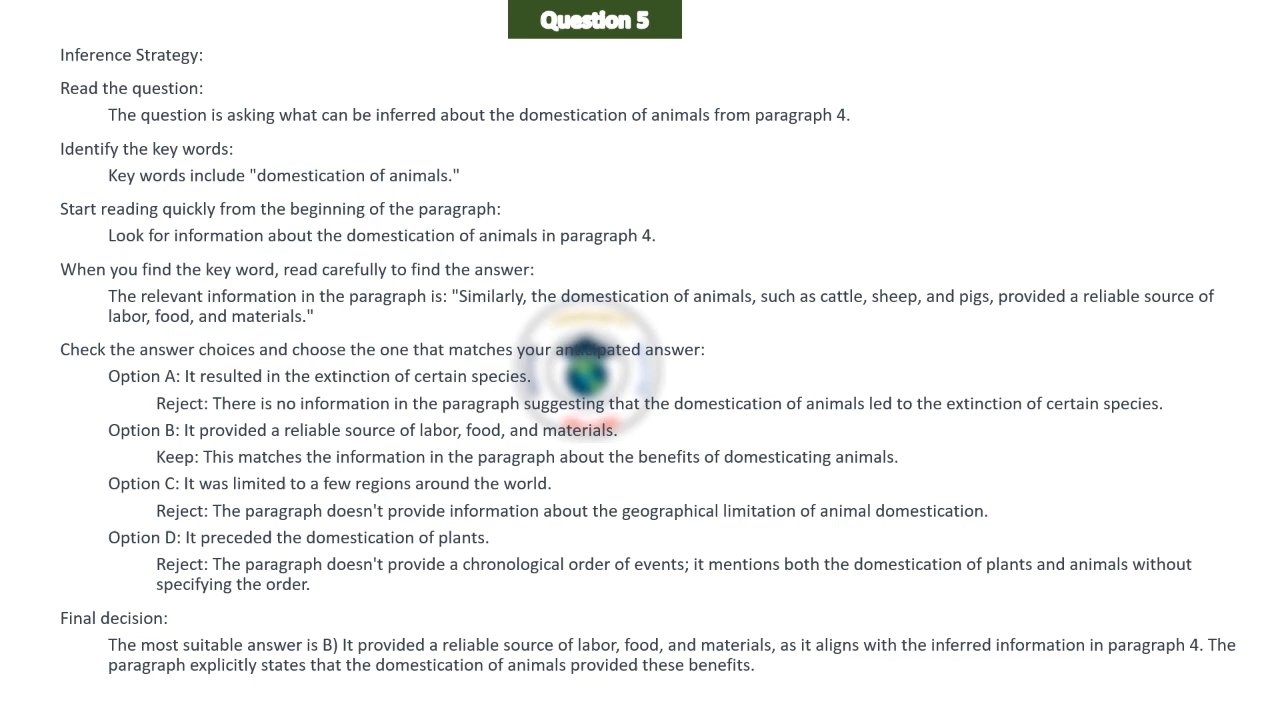 Question 5
Inference Strategy:
Read the question:
The question is asking what can be inferred about the domestication of animals from paragraph 4.
Identify the key words:
Key words include "domestication of animals."
Start reading quickly from the beginning of the paragraph:
Look for information about the domestication of animals in paragraph 4.
When you find the key word, read carefully to find the answer:
The relevant information in the paragraph is: "Similarly, the domestication of animals, such as cattle, sheep, and pigs, provided a reliable source of
labor, food, and materials."
Check the answer choices and choose the one that matches your anticipated answer:
Option A: It resulted in the extinction of certain species.
Reject: There is no information in the paragraph suggesting that the domestication of animals led to the extinction of certain species.
Option B: It provided a reliable source of labor, food, and materials.
Keep: This matches the information in the paragraph about the benefits of domesticating animals.
Option C: It was limited to a few regions around the world.
Reject: The paragraph doesn't provide information about the geographical limitation of animal domestication.
Option D: It preceded the domestication of plants.
Reject: The paragraph doesn't provide a chronological order of events; it mentions both the domestication of plants and animals without
specifying the order.
Final decision:
The most suitable answer is B) It provided a reliable source of labor, food, and materials, as it aligns with the inferred information in paragraph 4. The
paragraph explicitly states that the domestication of animals provided these benefits.